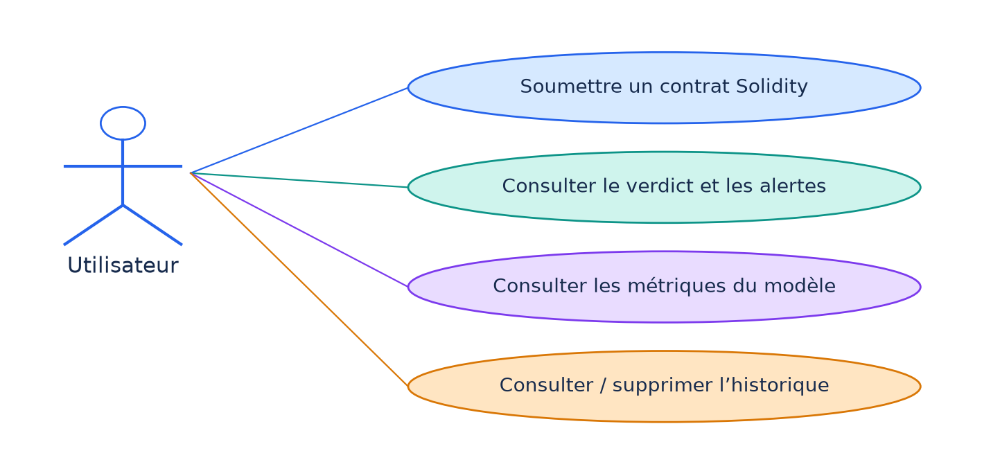 Soumettre un contrat Solidity
Consulter le verdict et les alertes
Utilisateur
Consulter les métriques du modèle
Consulter / supprimer l’historique